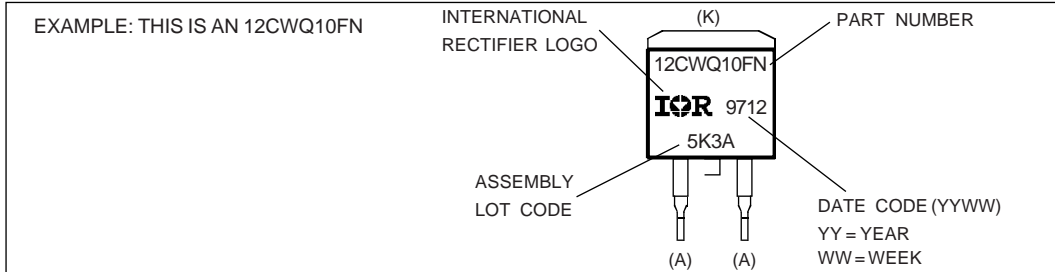 EXAMPLE: THIS IS AN 12CWQ10FN
INTERNATIONAL
RECTIFIER LOGO
(K)
PART NUMBER
12CWQ10FN
IOR 9712
5K3A
ASSEMBLY
LOT CODE
DATE CODE (YYWW)
YY = YEAR
WW = WEEK
(A) (A)